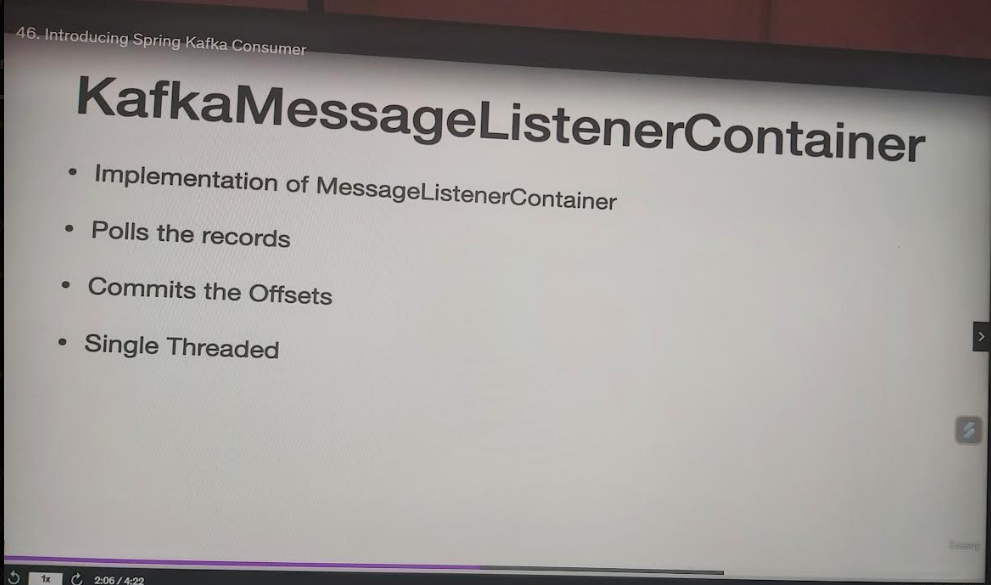 46. Introducing Spring Kafka Consumer
KafkaMessageListenerContainer
• Implementation of MessageListenerContainer
• Polls the records
• Commits the Offsets
• Single Threaded
1x 2:06 / 4:22